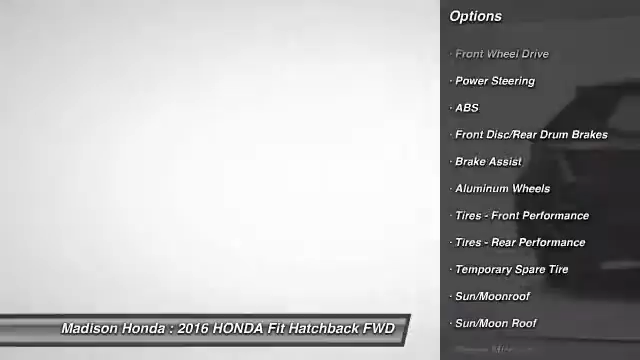 Options
· Front Wheel Drive
· Power Steering
· ABS
· Front Disc/Rear Drum Brakes
· Brake Assist
· Aluminum Wheels
· Tires - Front Performance
· Tires - Rear Performance
· Temporary Spare Tire
· Sun/Moonroof
· Sun/Moon Roof
Madison Honda : 2016 HONDA Fit Hatchback FWD